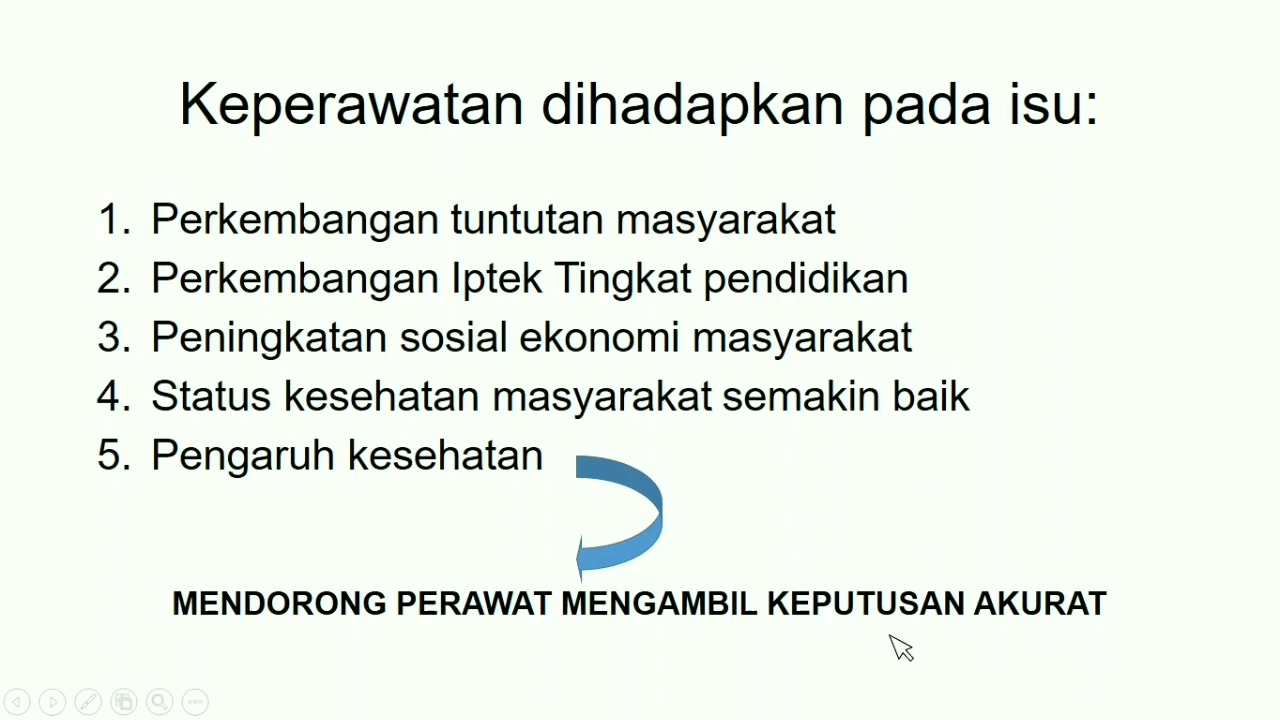 Keperawatan dihadapkan pada isu:
1. Perkembangan tuntutan masyarakat
2. Perkembangan Iptek Tingkat pendidikan
3. Peningkatan sosial ekonomi masyarakat
4. Status kesehatan masyarakat semakin baik
5. Pengaruh kesehatan
MENDORONG PERAWAT MENGAMBIL KEPUTUSAN AKURAT